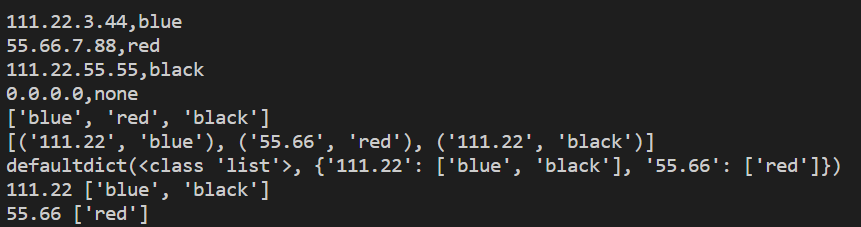 111.22.3.44,blue
55.66.7.88,red
111.22.55.55,black
0.0.0.0,none
['blue', 'red', 'black']
[('111.22', 'blue'), ('55.66', 'red'), ('111.22', 'black')]
defaultdict(<class 'list'>, {'111.22': ['blue', 'black'], '55.66': ['red']})
111.22 ['blue', 'black']
55.66 ['red']